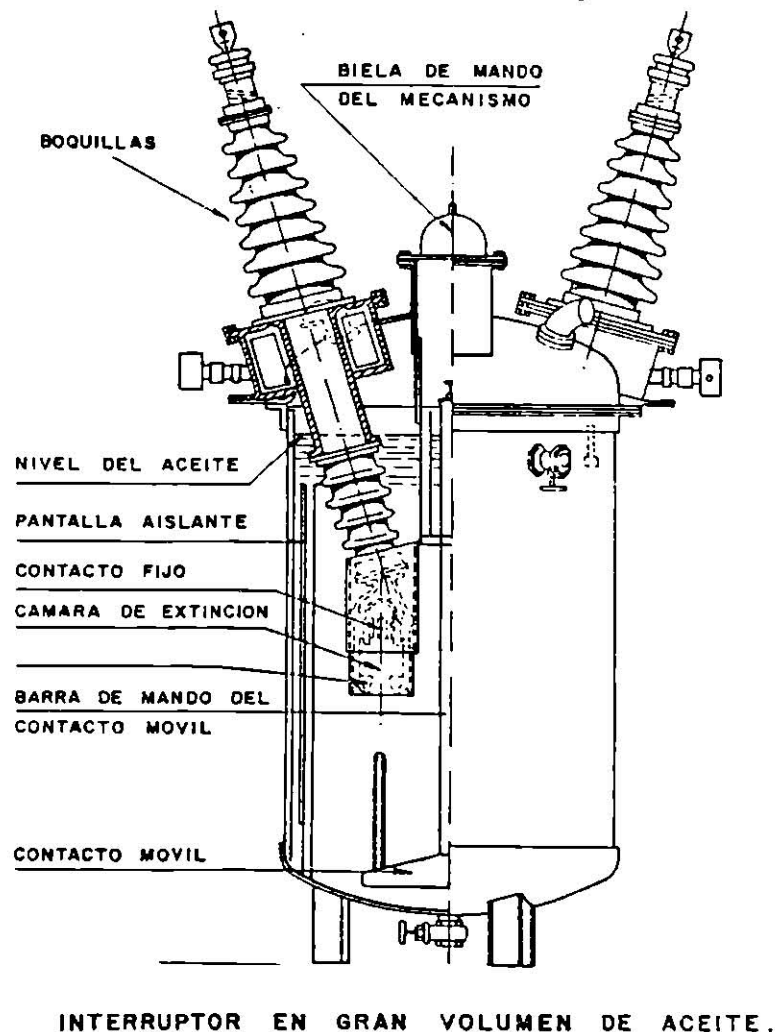 BIELA DE MANDO
DEL MECANISMO
BOQUILLAS
NIVEL DEL ACEITE
PANTALLA AISLANTE
CONTACTO FIJO
CAMARA DE EXTINCION
BARRA DE MANDO DEL
CONTACTO MOVIL
CONTACTO MOVIL
INTERRUPTOR EN GRAN VOLUMEN DE ACEITE.